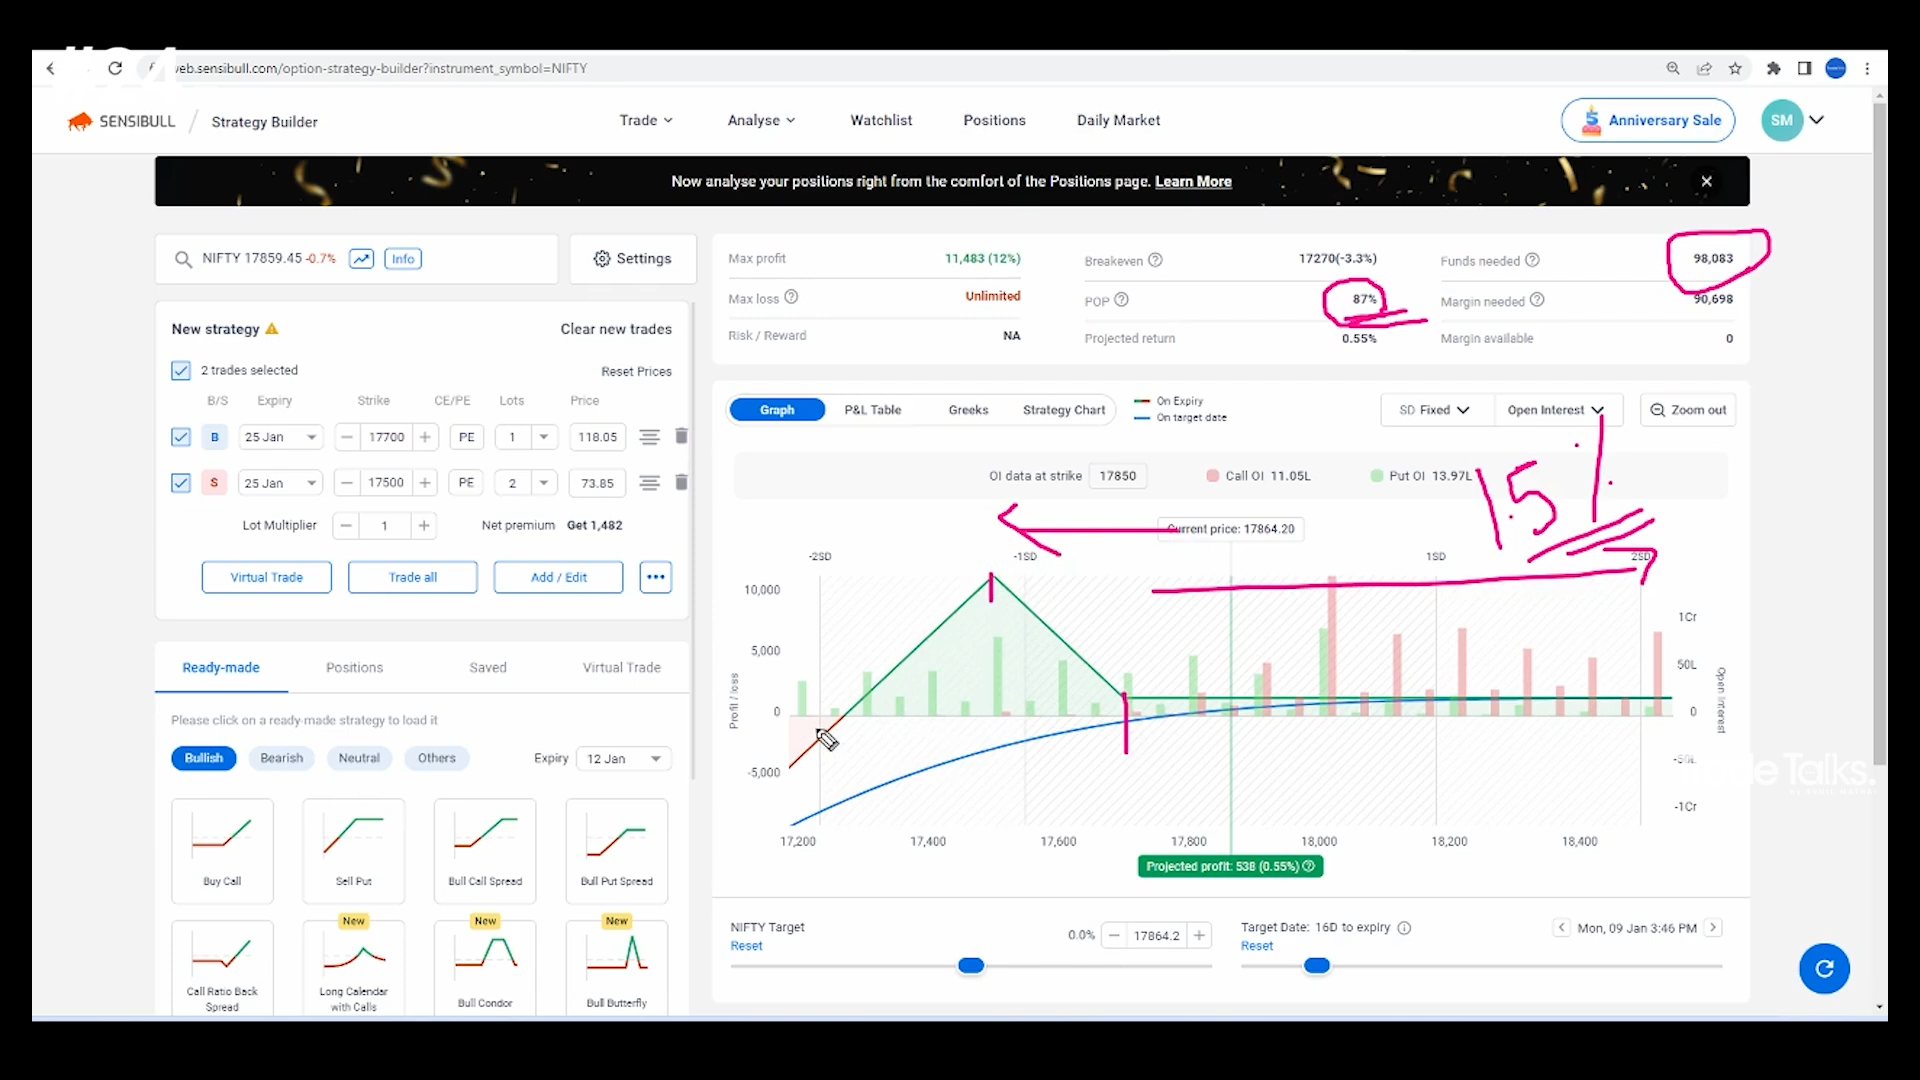 web.sensibull.com/option-strategy-builder?instrument_symbol=NIFTY
SENSIBULL / Strategy Builder
Trade
Analyse
Watchlist
Positions
Daily Market
5 Anniversary Sale
SM
Now analyse your positions right from the comfort of the Positions page. Learn More
NIFTY 17859.45 -0.7%
Info
Settings
New strategy
Clear new trades
2 trades selected
Reset Prices
B/S Expiry Strike CE/PE Lots Price
B 25 Jan − 17700 + PE 1 118.05
S 25 Jan − 17500 + PE 2 73.85
Lot Multiplier − 1 + Net premium Get 1,482
Virtual Trade
Trade all
Add / Edit
Ready-made
Positions
Saved
Virtual Trade
Please click on a ready-made strategy to load it
Bullish
Bearish
Neutral
Others
Expiry 12 Jan
Buy Call
Sell Put
Bull Call Spread
Bull Put Spread
New
New
New
Call Ratio Back
Spread
Long Calendar
with Calls
Bull Condor
Bull Butterfly
Max profit 11,483 (12%)
Max loss Unlimited
Risk / Reward NA
Breakeven 17270(-3.3%)
POP 87%
Projected return 0.55%
Funds needed 98,083
Margin needed 90,698
Margin available 0
Graph
P&L Table
Greeks
Strategy Chart
On Expiry
On target date
SD Fixed
Open Interest
Zoom out
OI data at strike 17850
Call OI 11.05L
Put OI 13.97L
1.5%
Current price: 17864.20
-2SD -1SD 1SD 2SD
10,000
5,000
0
-5,000
Profit / loss
1Cr
50L
0
-50L
-1Cr
Open Interest
17,200 17,400 17,600 17,800 18,000 18,200 18,400
Projected profit: 538 (0.55%)
NIFTY Target
Reset
0.0% − 17864.2 +
Target Date: 16D to expiry
Reset
Mon, 09 Jan 3:46 PM
Talks.